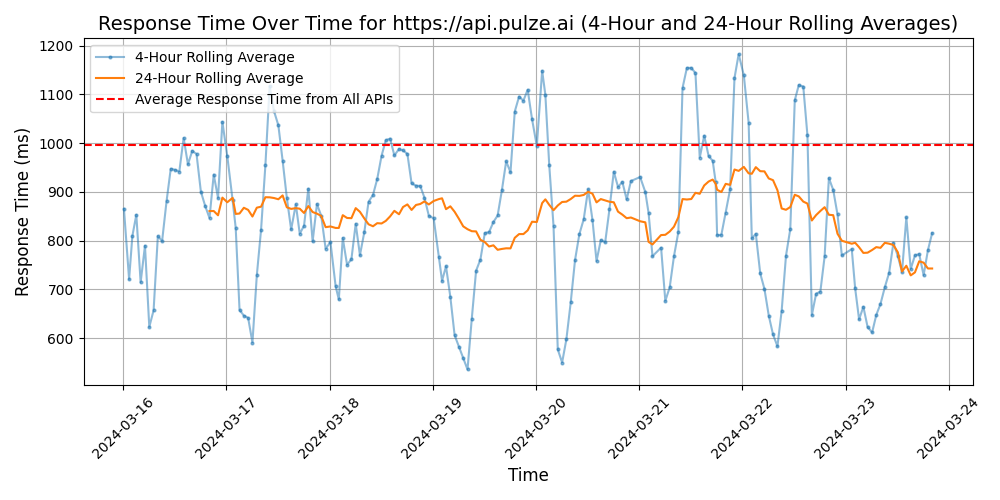 Response Time Over Time for https://api.pulze.ai (4-Hour and 24-Hour Rolling Averages)
4-Hour Rolling Average
24-Hour Rolling Average
Average Response Time from All APIs
Response Time (ms)
1200
1100
1000
900
800
700
600
2024-03-16
2024-03-17
2024-03-18
2024-03-19
2024-03-20
2024-03-21
2024-03-22
2024-03-23
2024-03-24
Time